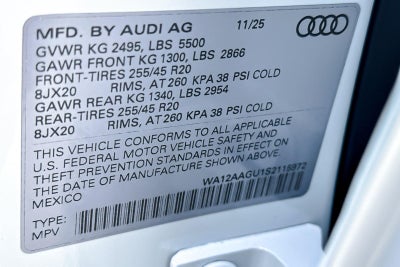 MFD. BY AUDI AG 11/25
GVWR KG 2495, LBS 5500
GAWR FRONT KG 1300, LBS 2866
FRONT-TIRES 255/45 R20
8JX20 RIMS, AT 260 KPA 38 PSI COLD
GAWR REAR KG 1340, LBS 2954
REAR-TIRES 255/45 R20
8JX20 RIMS, AT 260 KPA 38 PSI COLD
THIS VEHICLE CONFORMS TO ALL APPLICABLE
U.S. FEDERAL MOTOR VEHICLE SAFETY AND
THEFT PREVENTION STANDARDS IN EFFECT ON
THE DATE OF MANUFACTURE SHOWN ABOVE.
MEXICO WA12AAGU1S2115972
TYPE:
MPV